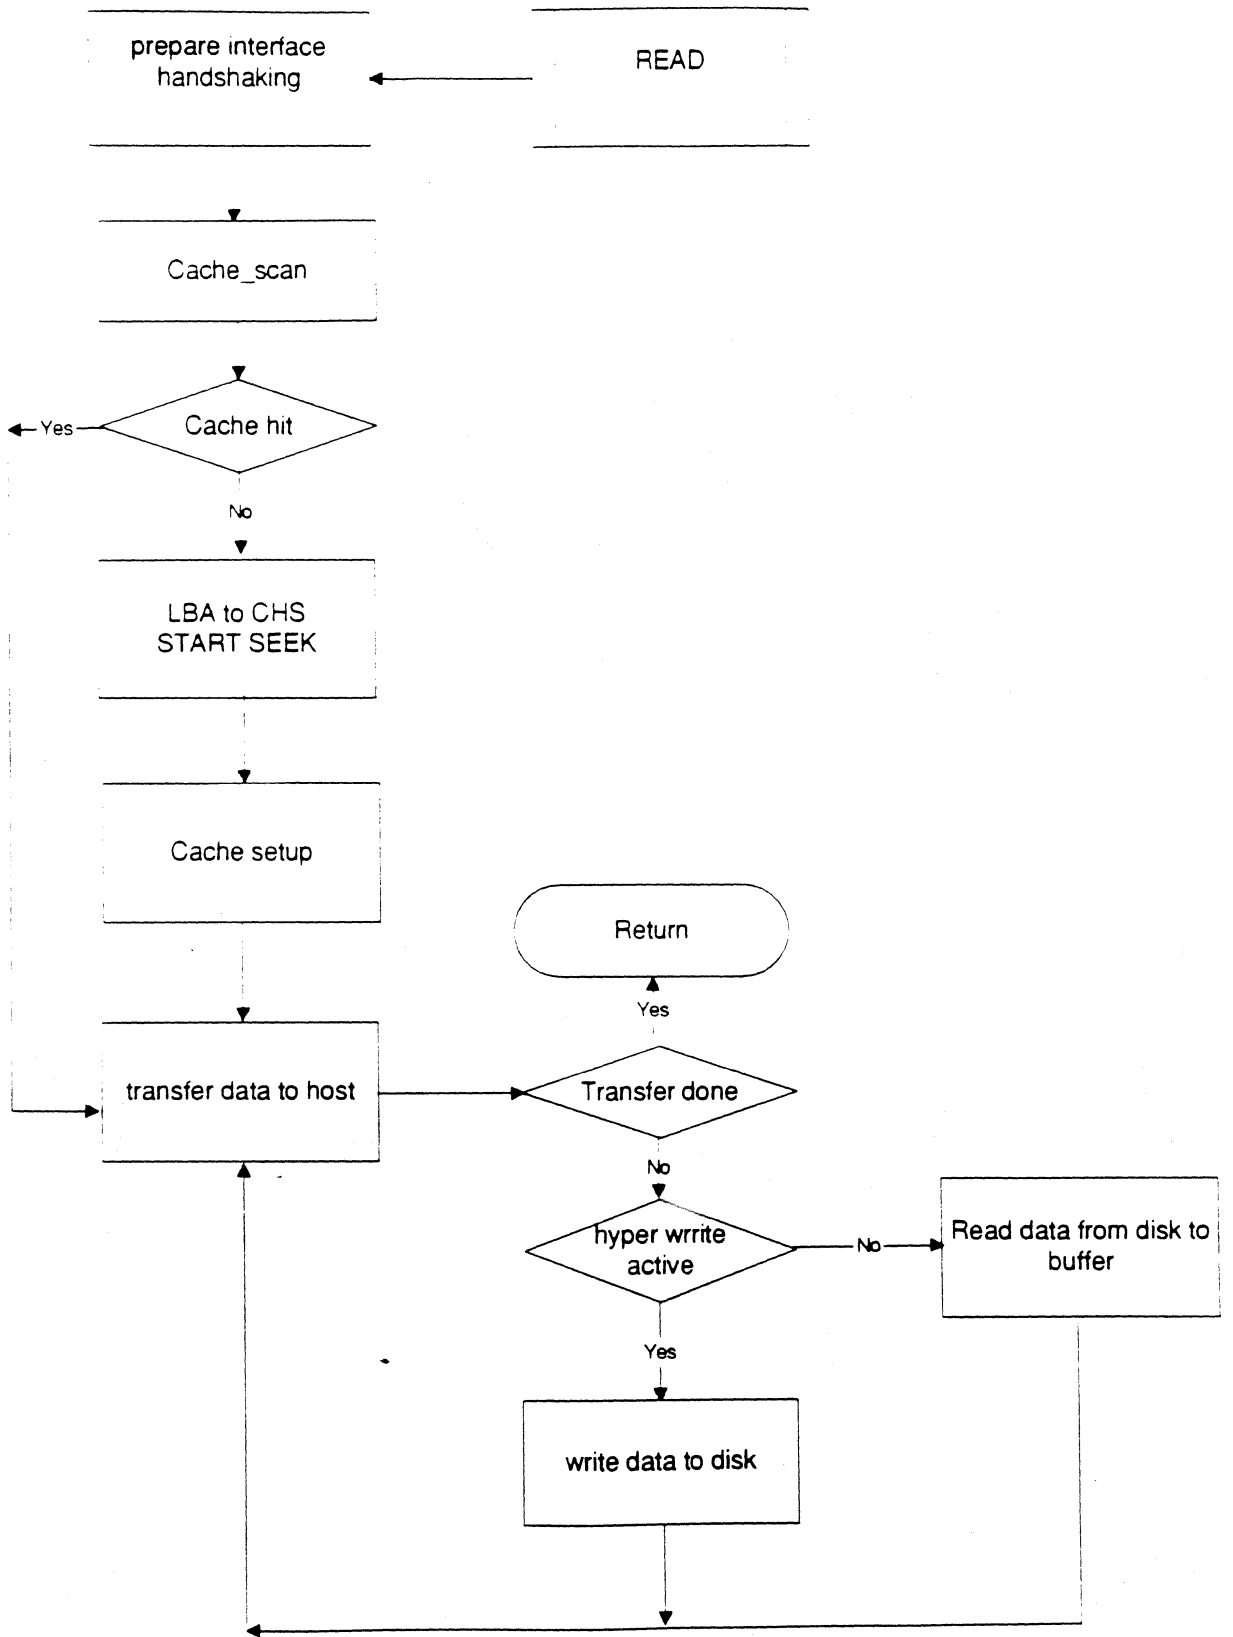 prepare interface
handshaking
READ
Cache_scan
Cache hit
Yes
No
LBA to CHS
START SEEK
Cache setup
Return
Yes
transfer data to host
Transfer done
No
hyper wrrite
active
No
Read data from disk to
buffer
Yes
write data to disk